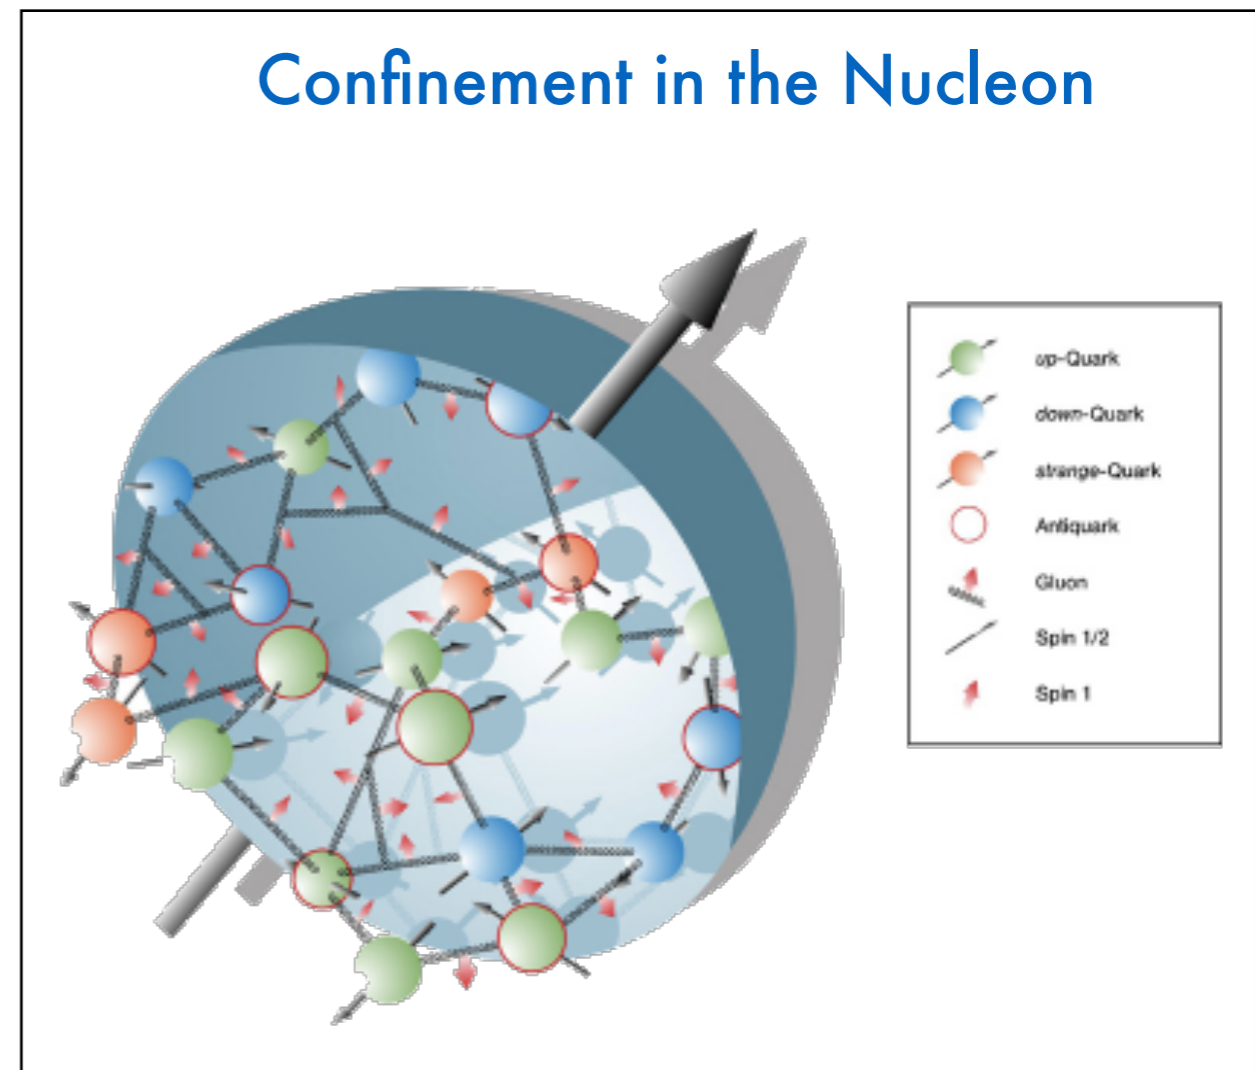 Confinement in the Nucleon
up-Quark
down-Quark
strange-Quark
Antiquark
Gluon
Spin 1/2
Spin 1